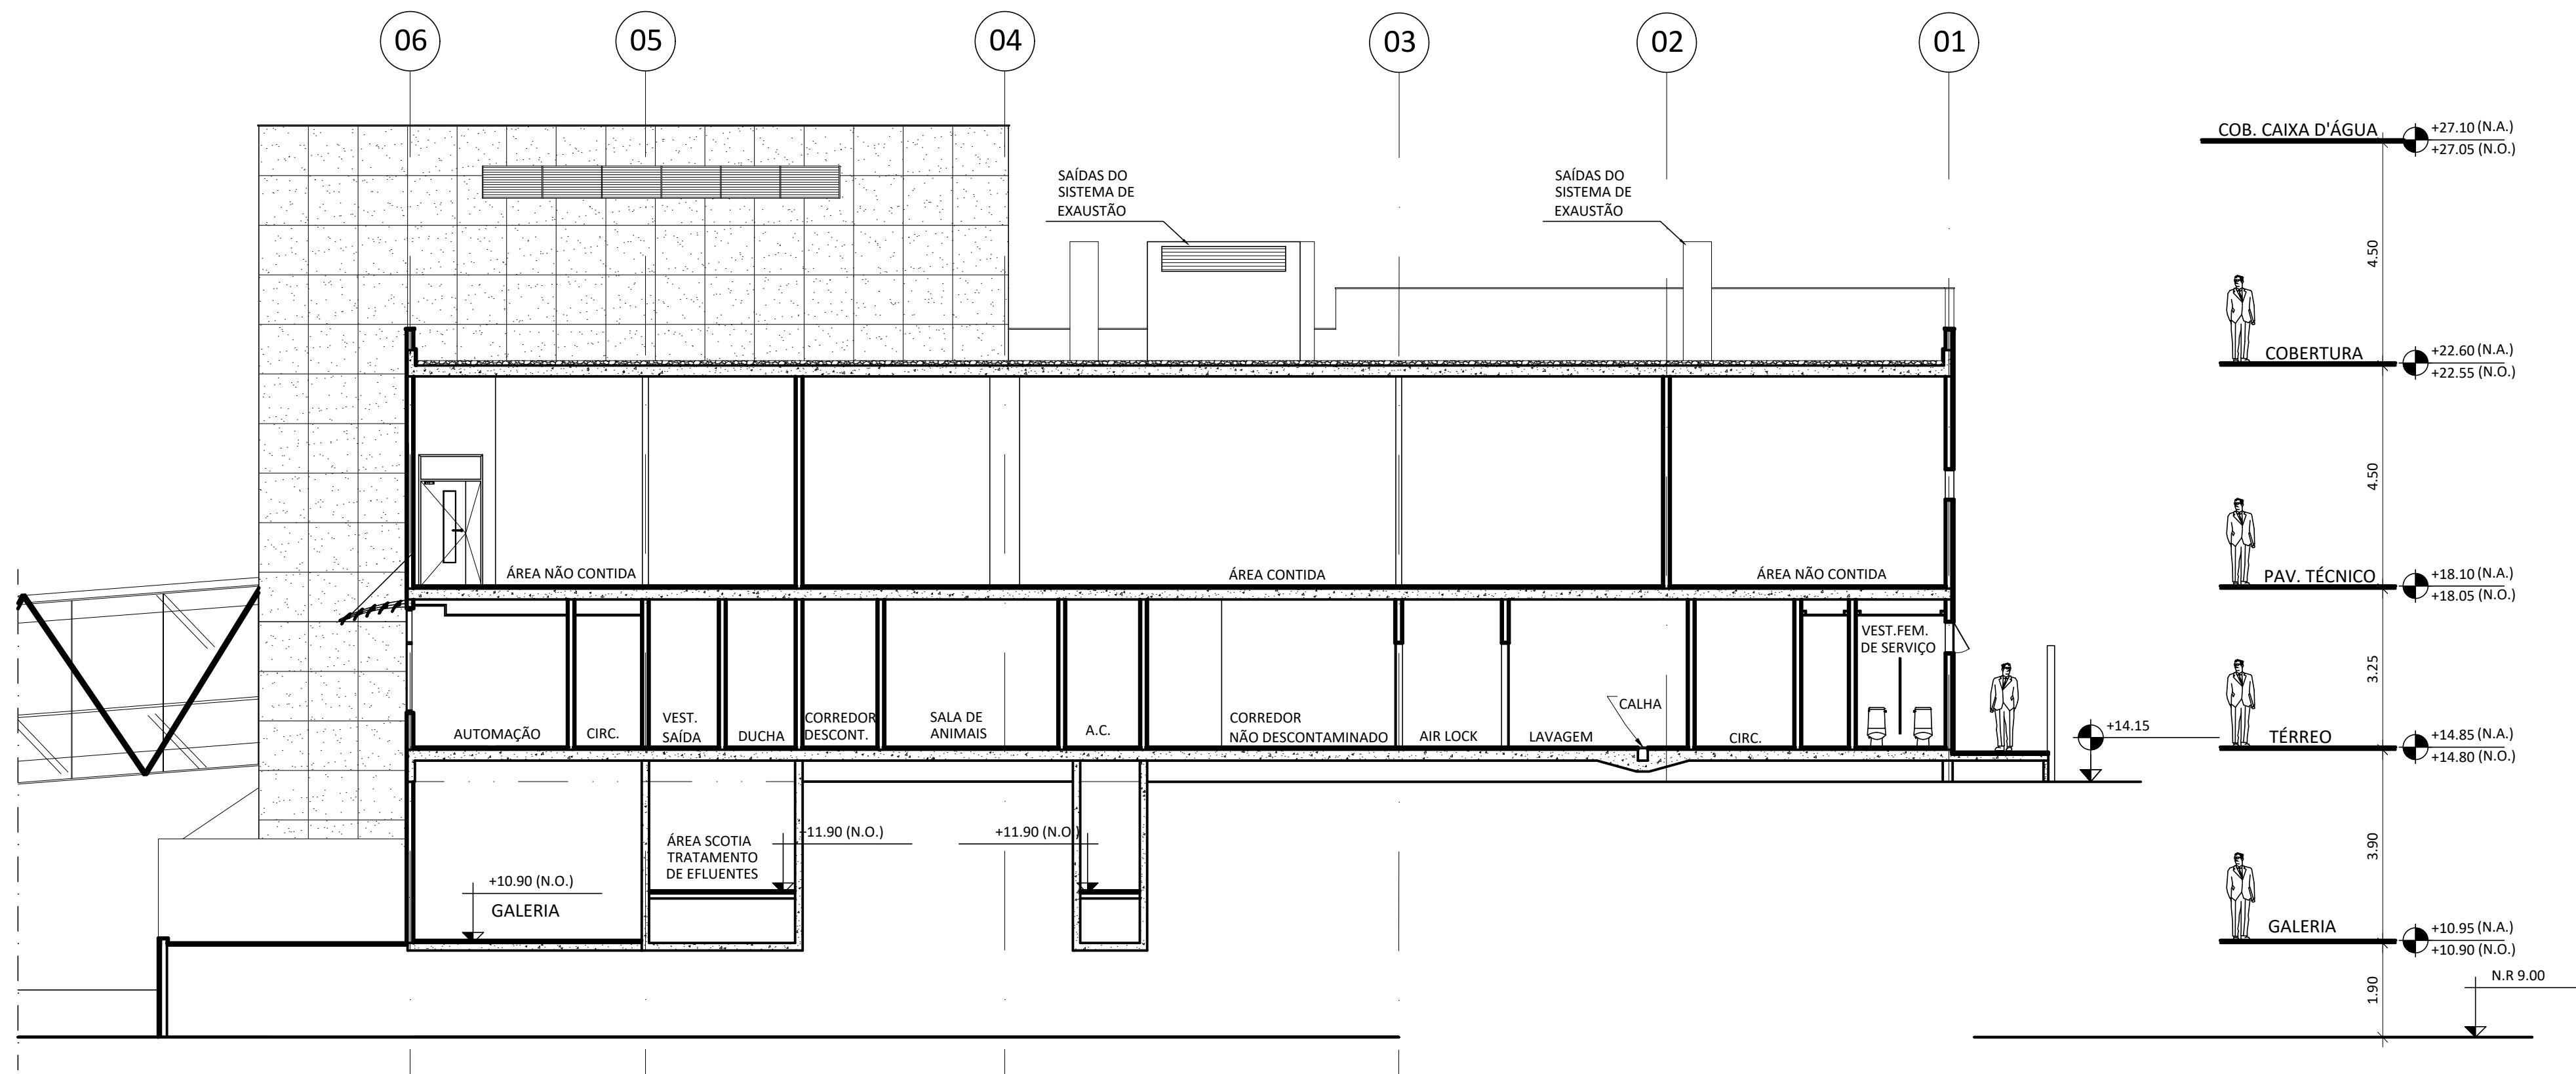 06
05
04
03
02
01
COB. CAIXA D'ÁGUA
+27.10 (N.A.)
+27.05 (N.O.)
SAÍDAS DO
SISTEMA DE
EXAUSTÃO
SAÍDAS DO
SISTEMA DE
EXAUSTÃO
4.50
COBERTURA
+22.60 (N.A.)
+22.55 (N.O.)
4.50
ÁREA NÃO CONTIDA
ÁREA CONTIDA
ÁREA NÃO CONTIDA
PAV. TÉCNICO
+18.10 (N.A.)
+18.05 (N.O.)
VEST.FEM.
DE SERVIÇO
3.25
AUTOMAÇÃO
CIRC.
VEST.
SAÍDA
DUCHA
CORREDOR
DESCONT.
SALA DE
ANIMAIS
A.C.
CORREDOR
NÃO DESCONTAMINADO
AIR LOCK
LAVAGEM
CALHA
CIRC.
+14.15
TÉRREO
+14.85 (N.A.)
+14.80 (N.O.)
ÁREA SCOTIA
TRATAMENTO
DE EFLUENTES
+11.90 (N.O.)
+11.90 (N.O.)
3.90
+10.90 (N.O.)
GALERIA
GALERIA
+10.95 (N.A.)
+10.90 (N.O.)
1.90
N.R 9.00